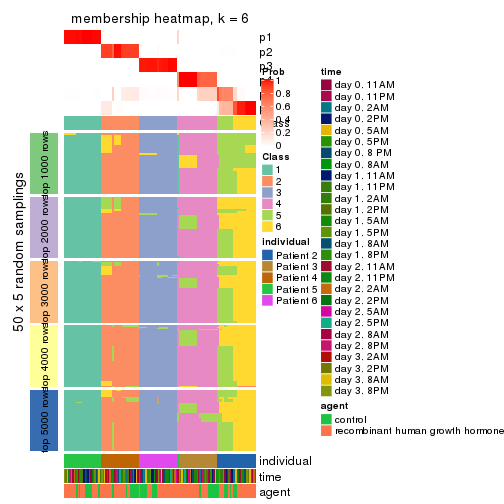 membership heatmap, k = 6
p1
p2
p3
Prob
1
0.8
0.6
0.4
0.2
0
Class
1
2
3
4
5
6
individual
Patient 2
Patient 3
Patient 4
Patient 5
Patient 6
time
day 0. 11AM
day 0. 11PM
day 0. 2AM
day 0. 2PM
day 0. 5AM
day 0. 5PM
day 0. 8 PM
day 0. 8AM
day 1. 11AM
day 1. 11PM
day 1. 2AM
day 1. 2PM
day 1. 5AM
day 1. 5PM
day 1. 8AM
day 1. 8PM
day 2. 11AM
day 2. 11PM
day 2. 2AM
day 2. 2PM
day 2. 5AM
day 2. 5PM
day 2. 8AM
day 2. 8PM
day 3. 2AM
day 3. 2PM
day 3. 8AM
day 3. 8PM
agent
control
recombinant human growth hormone
50 x 5 random samplings
top 1000 rows
top 2000 rows
top 3000 rows
top 4000 rows
top 5000 rows
individual
time
agent